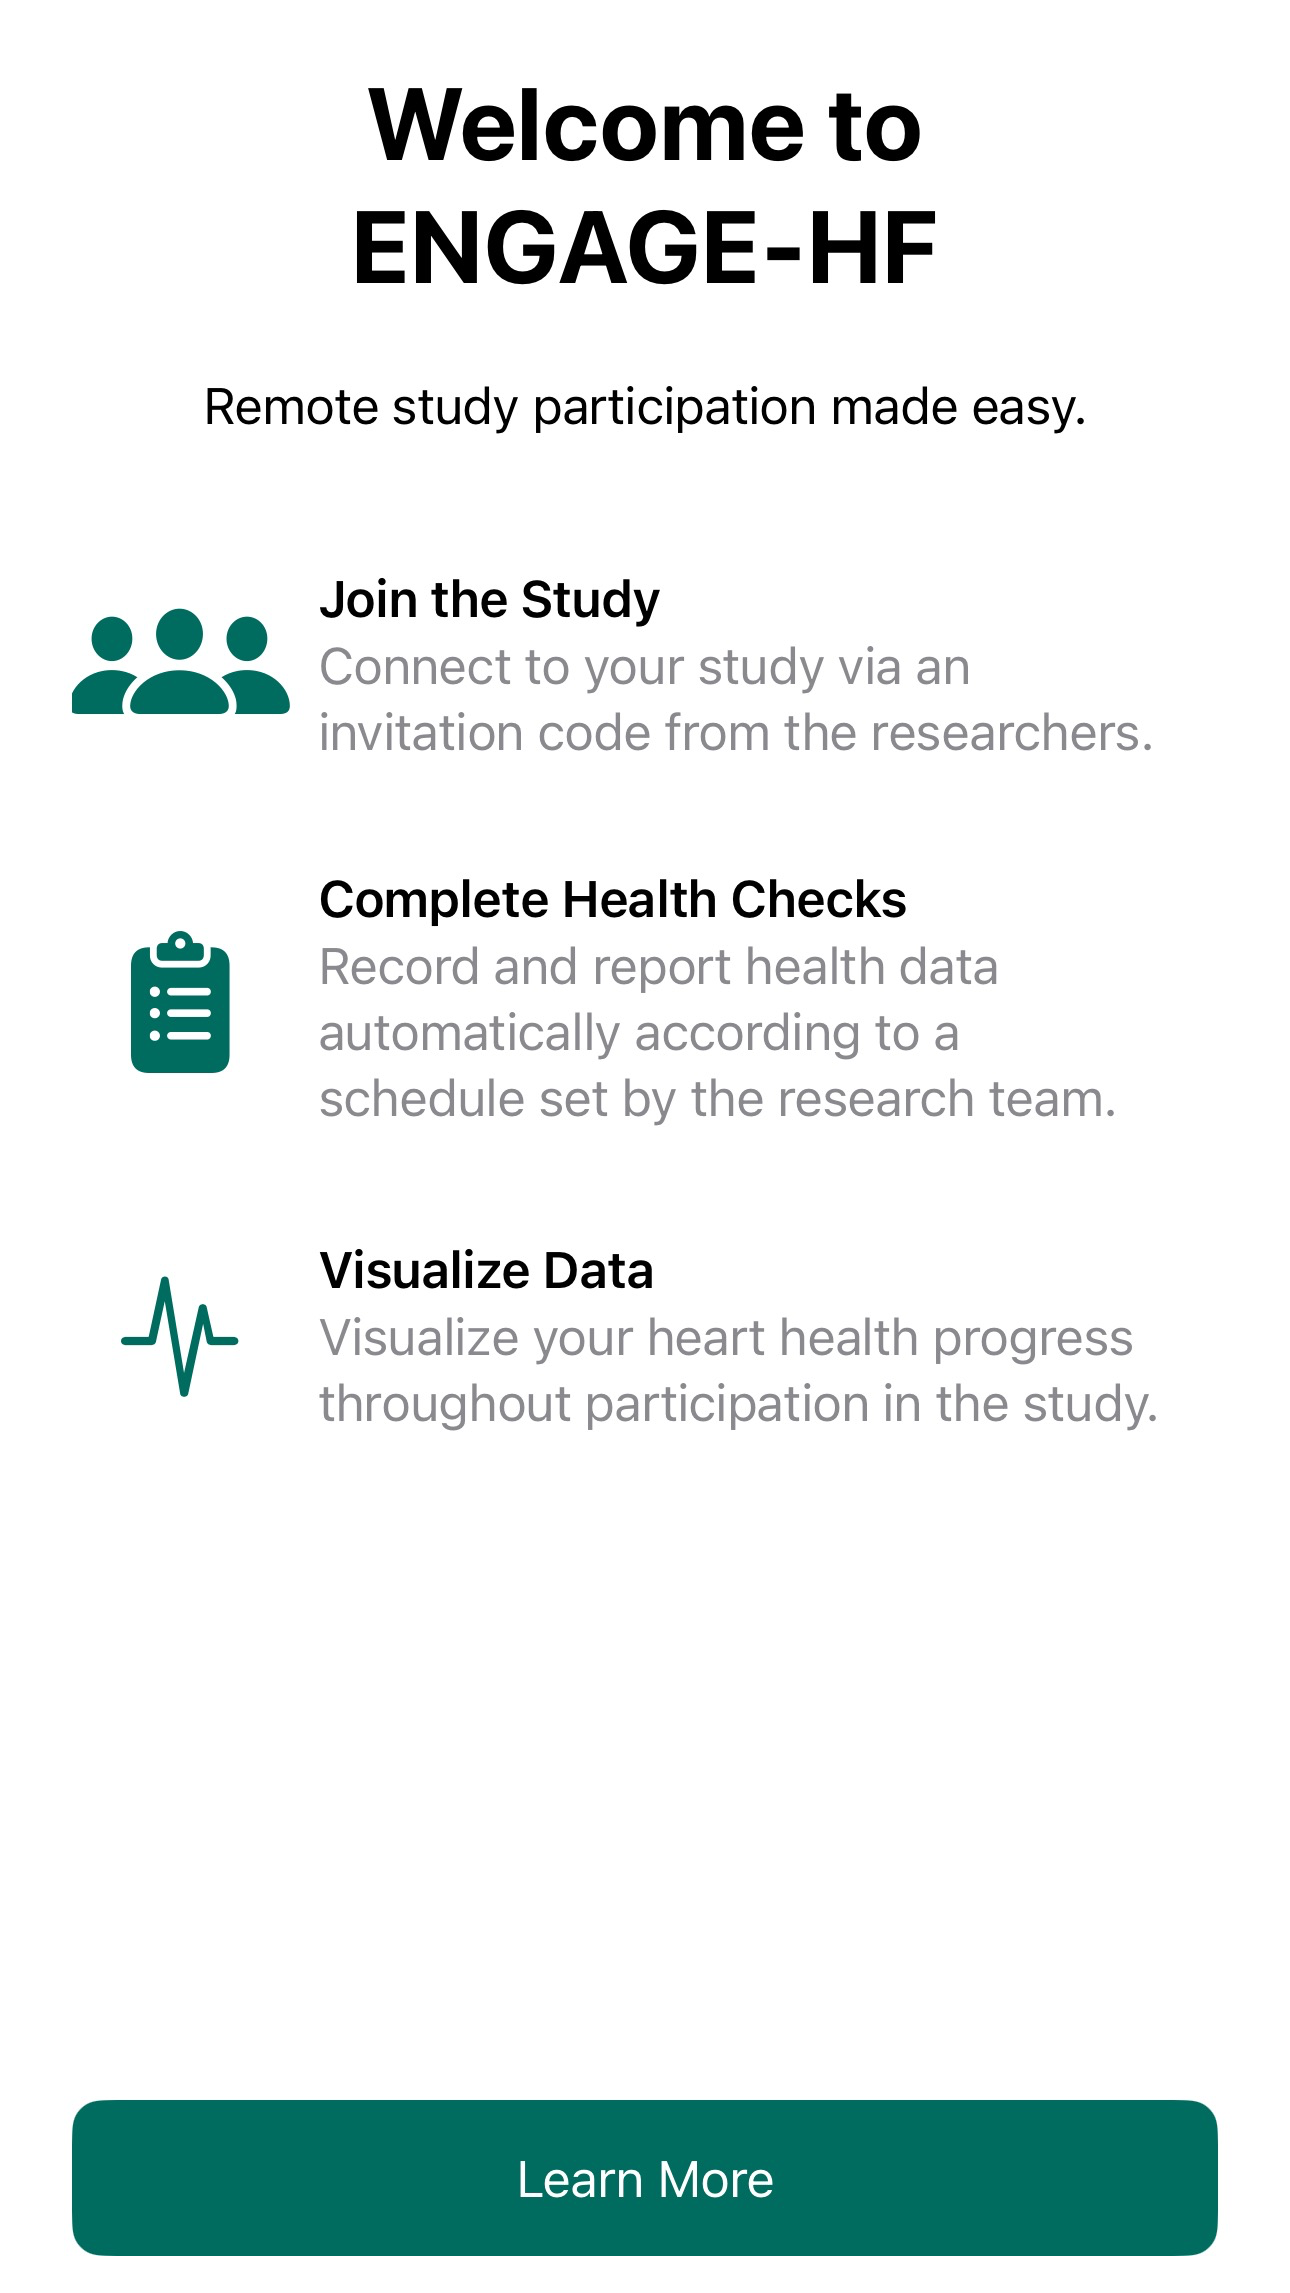 Welcome to
ENGAGE-HF
Remote study participation made easy.
Join the Study
Connect to your study via an
invitation code from the researchers.
Complete Health Checks
Record and report health data
automatically according to a
schedule set by the research team.
Visualize Data
Visualize your heart health progress
throughout participation in the study.
Learn More